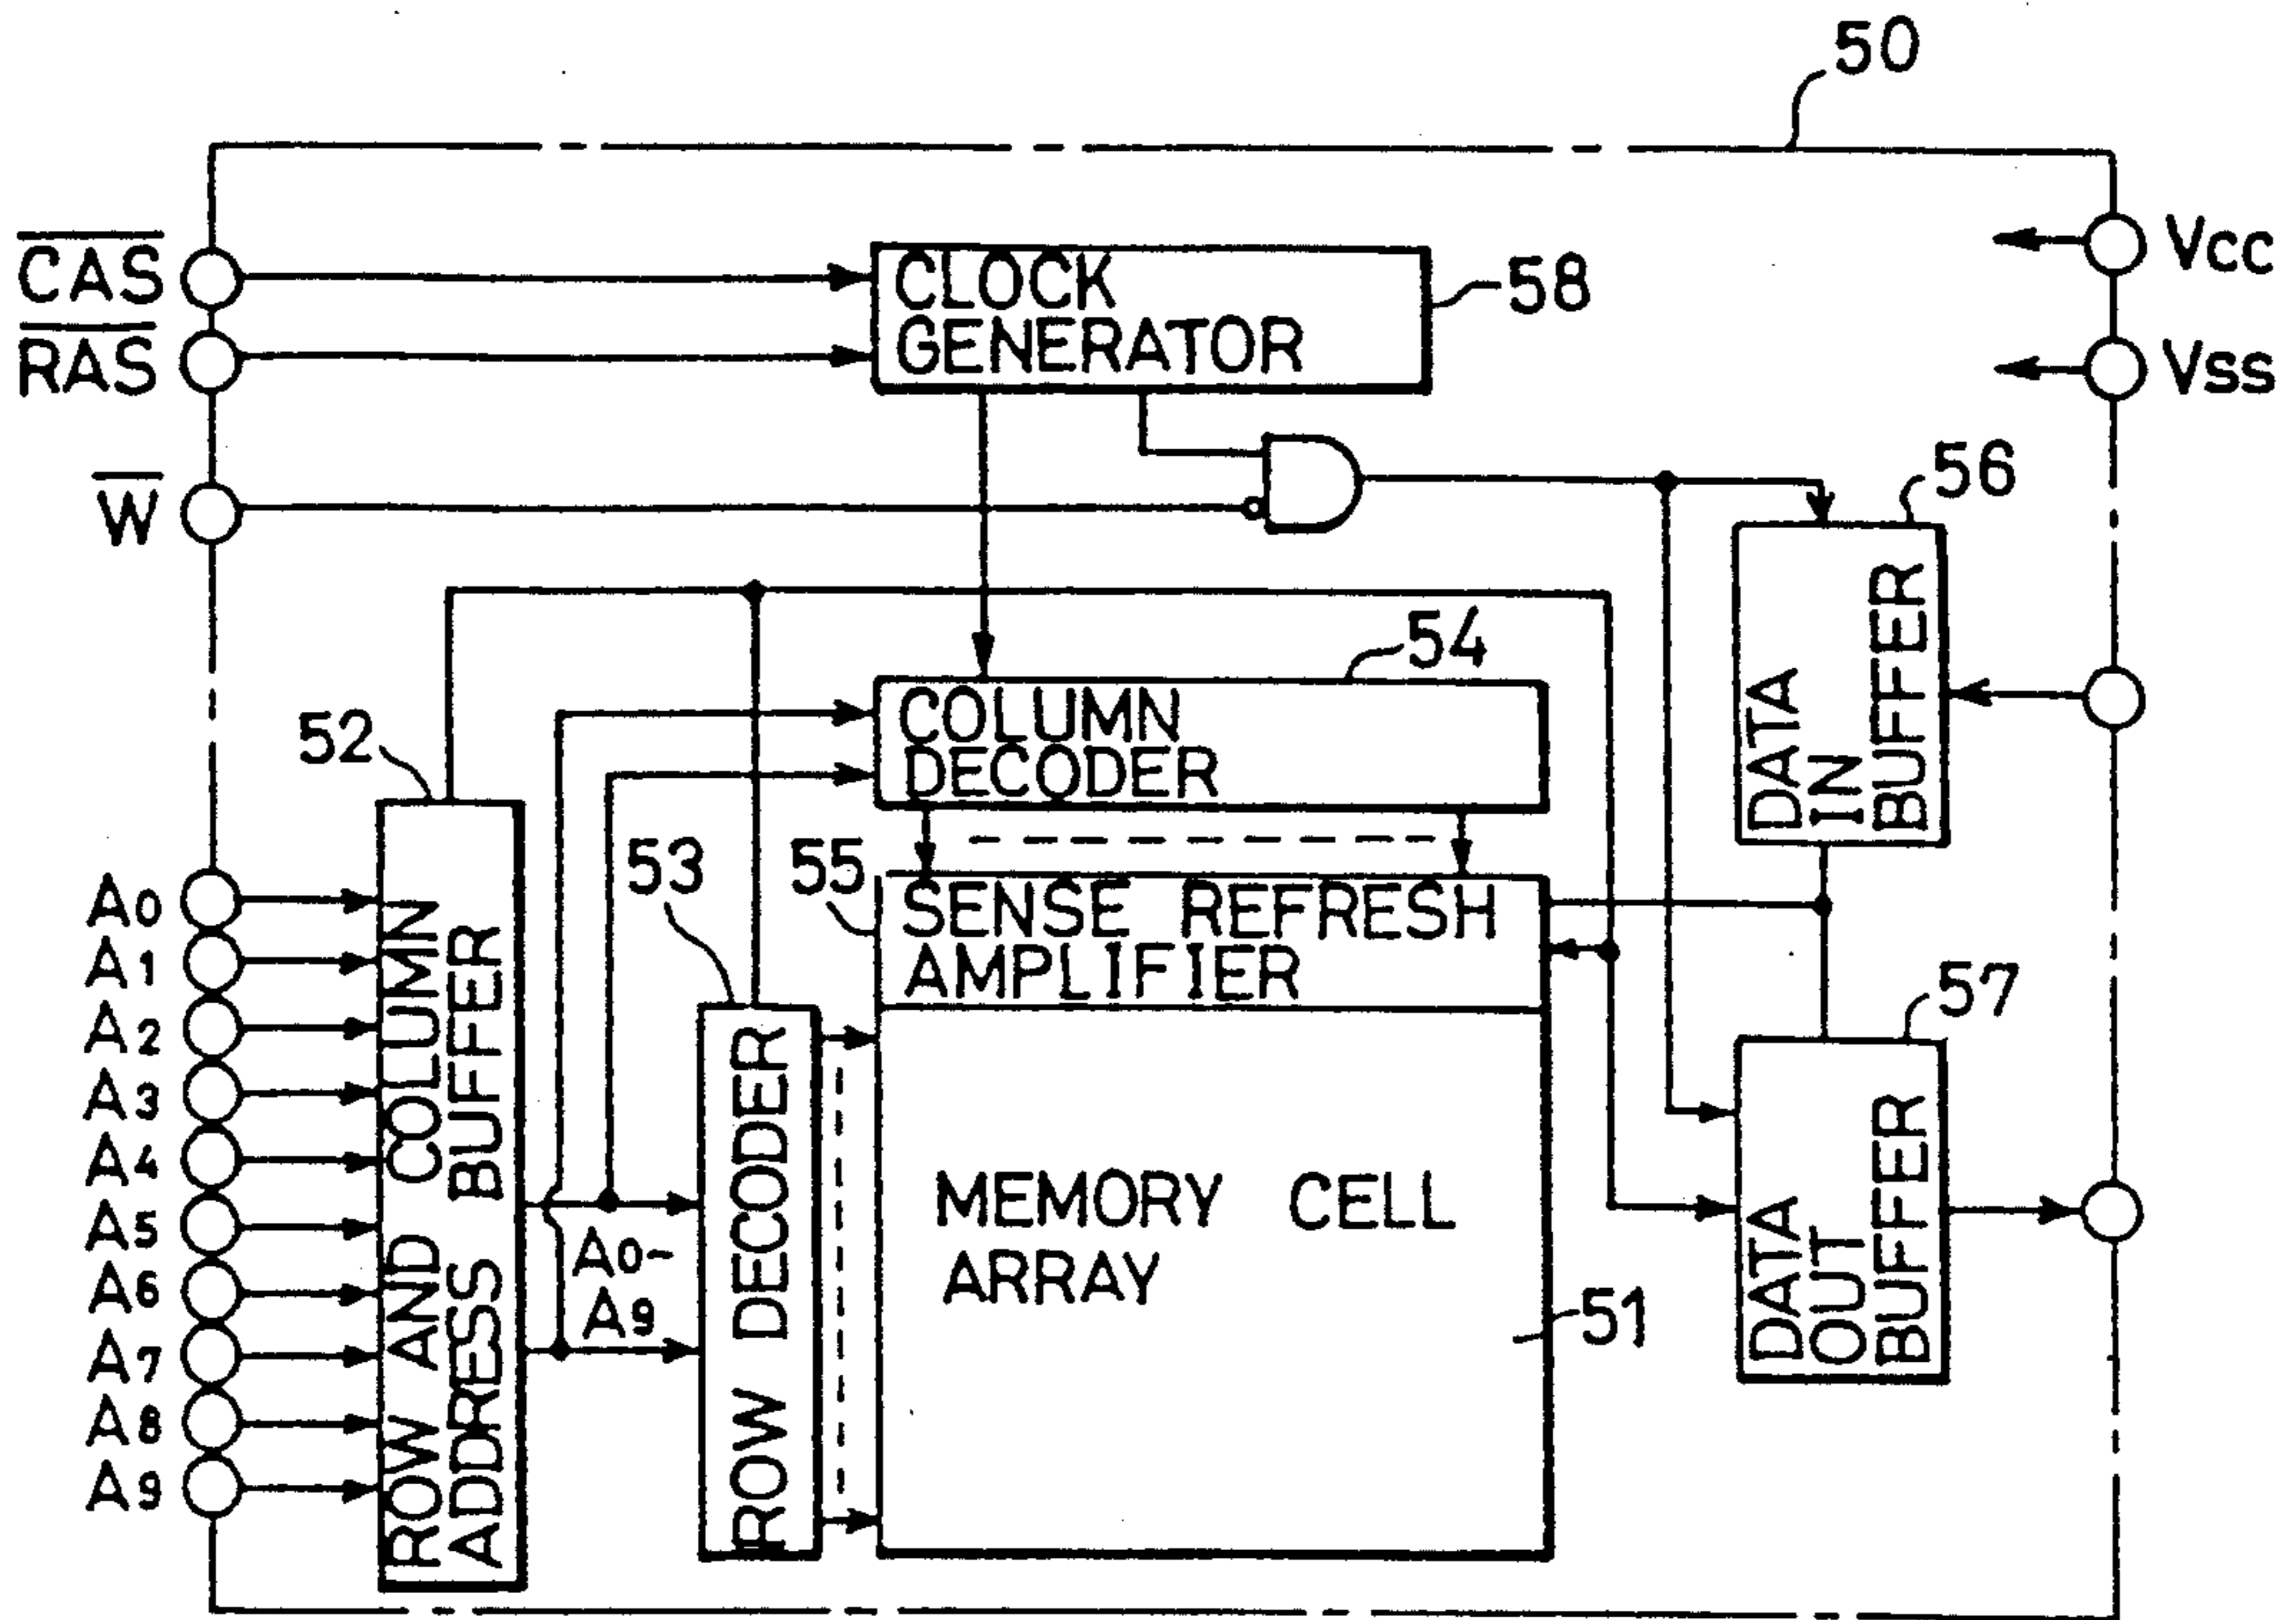 50
C̅A̅S̅
R̅A̅S̅
W̅
CLOCK
GENERATOR
58
Vcc
Vss
56
DATA
IN
BUFFER
54
COLUMN
DECODER
52
ROW AND COLUMN
ADDRESS BUFFER
53
ROW DECODER
55
SENSE REFRESH
AMPLIFIER
57
DATA
OUT
BUFFER
MEMORY CELL
ARRAY
51
A0
A1
A2
A3
A4
A5
A6
A7
A8
A9
A0-
A9